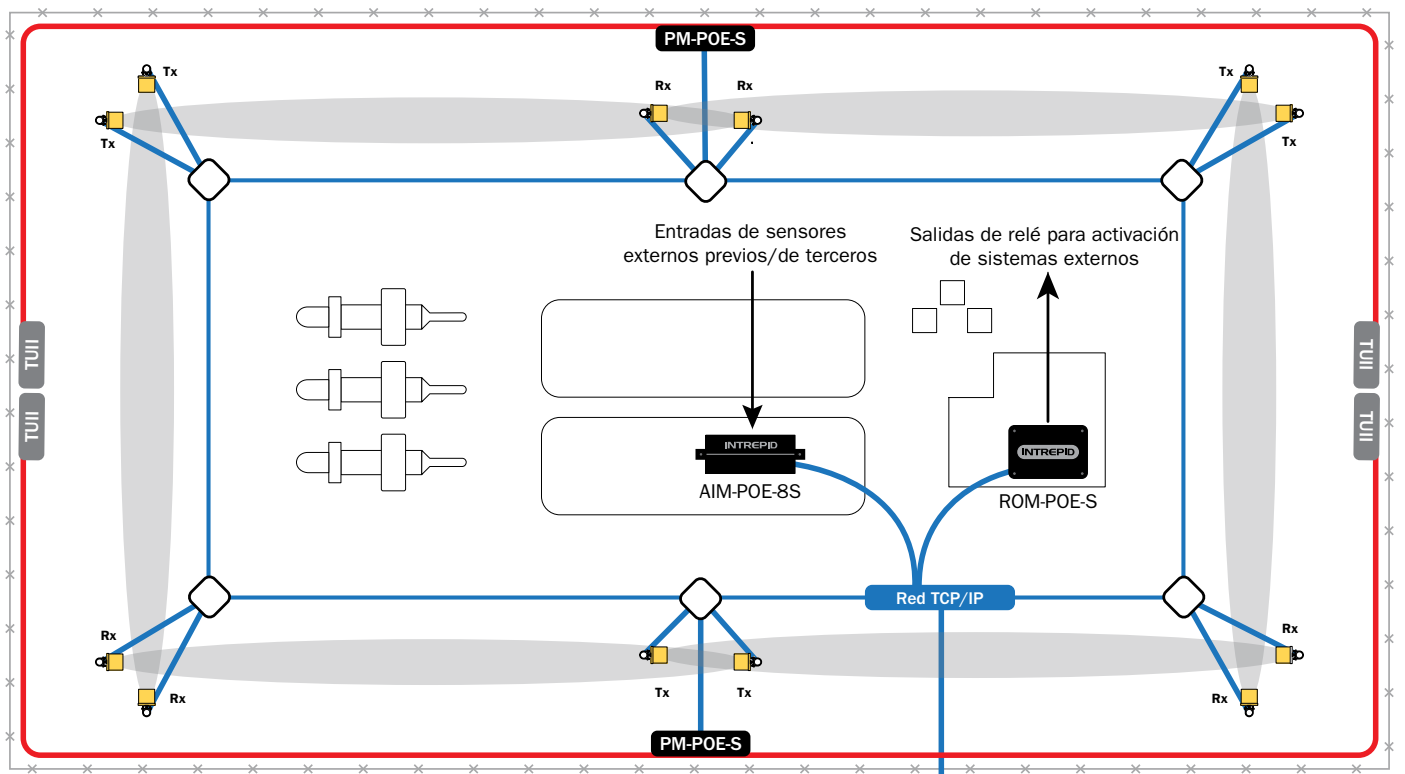 PM-POE-S
Tx
Rx
Rx
Tx
Tx
Tx
Entradas de sensores
externos previos/de terceros
Salidas de relé para activación
de sistemas externos
TUII
TUII
TUII
TUII
INTREPID
AIM-POE-8S
INTREPID
ROM-POE-S
Red TCP/IP
Rx
Rx
Tx
Tx
Rx
Rx
PM-POE-S